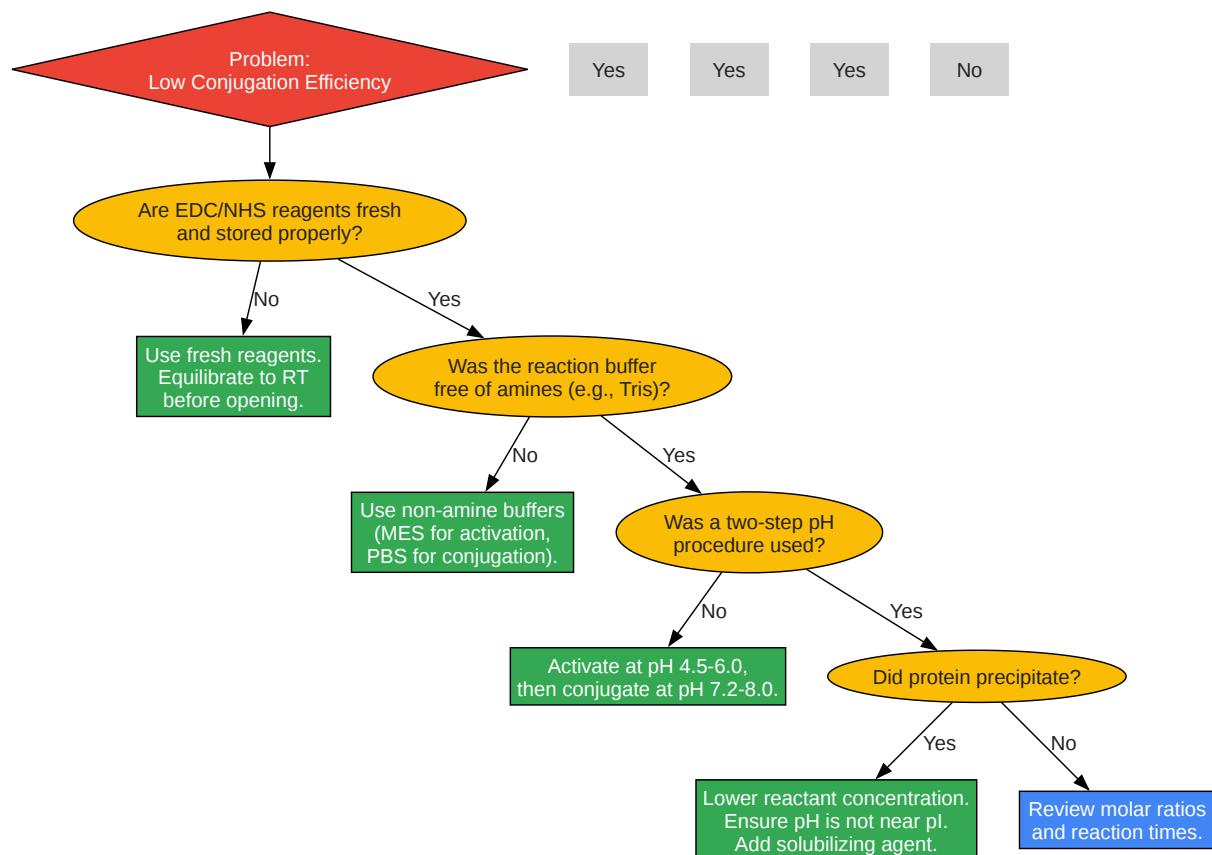 Problem:
Low Conjugation Efficiency
Yes
Yes
Yes
No
Are EDC/NHS reagents fresh
and stored properly?
No
Yes
Use fresh reagents.
Equilibrate to RT
before opening.
Was the reaction buffer
free of amines (e.g., Tris)?
No
Yes
Use non-amine buffers
(MES for activation,
PBS for conjugation).
Was a two-step pH
procedure used?
No
Yes
Activate at pH 4.5-6.0,
then conjugate at pH 7.2-8.0.
Did protein precipitate?
Yes
No
Lower reactant concentration.
Ensure pH is not near pI.
Add solubilizing agent.
Review molar ratios
and reaction times.